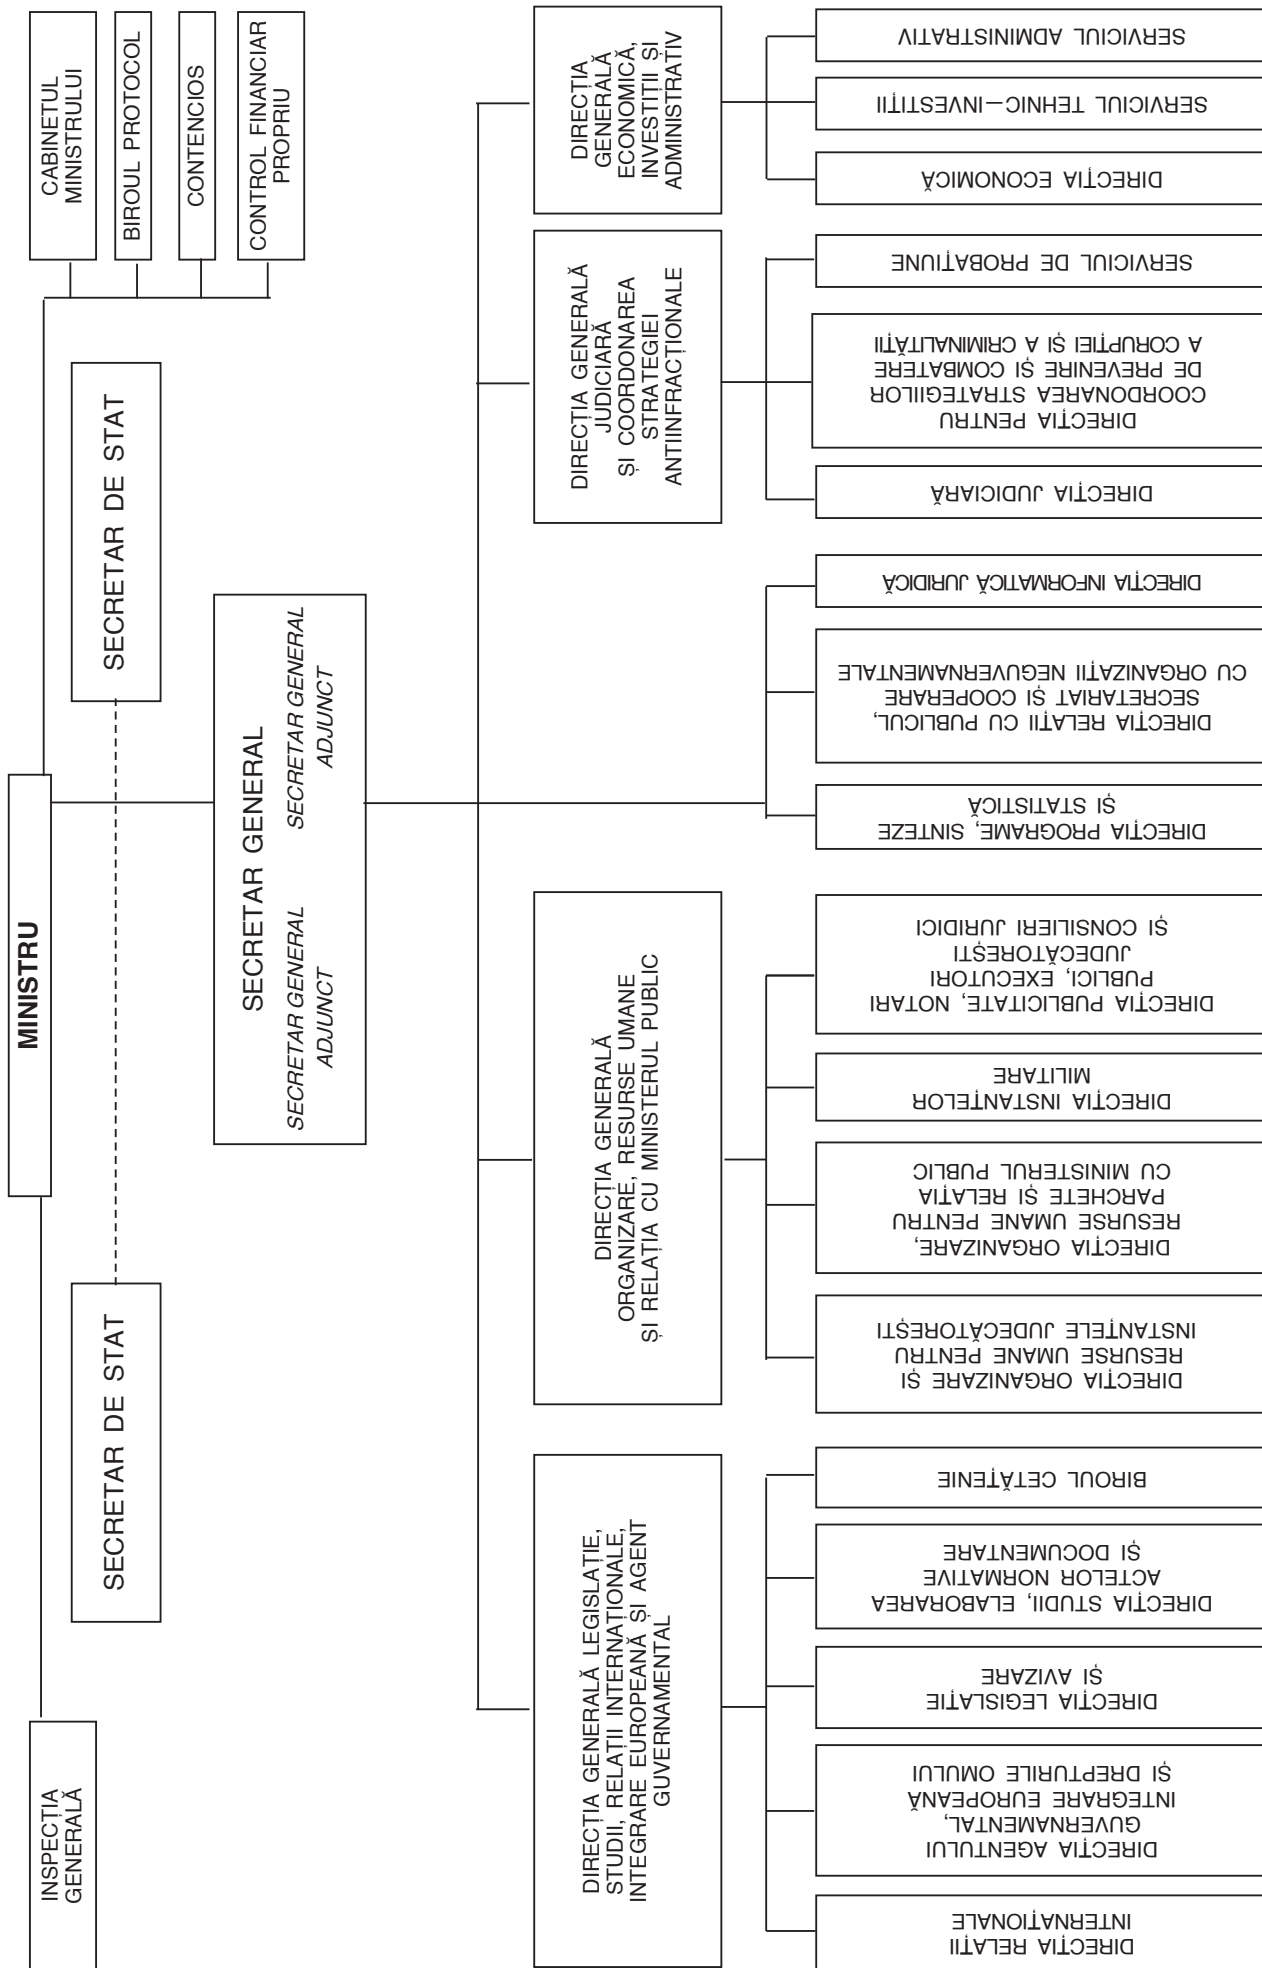 MINISTRU
INSPECȚIA
GENERALĂ
SECRETAR DE STAT
SECRETAR DE STAT
CABINETUL
MINISTRULUI
BIROUL PROTOCOL
CONTENCIOS
CONTROL FINANCIAR
PROPRIU
SECRETAR GENERAL
SECRETAR GENERAL
ADJUNCT
SECRETAR GENERAL
ADJUNCT
DIRECȚIA GENERALĂ LEGISLAȚIE,
STUDII, RELAȚII INTERNAȚIONALE,
INTEGRARE EUROPEANĂ ȘI AGENT
GUVERNAMENTAL
DIRECȚIA GENERALĂ
ORGANIZARE, RESURSE UMANE
ȘI RELAȚIA CU MINISTERUL PUBLIC
DIRECȚIA GENERALĂ
JUDICIARĂ
ȘI COORDONAREA
STRATEGIEI
ANTIINFRACȚIONALE
DIRECȚIA
GENERALĂ
ECONOMICĂ,
INVESTIȚII ȘI
ADMINISTRATIV
DIRECȚIA RELAȚII
INTERNAȚIONALE
DIRECȚIA AGENTULUI
GUVERNAMENTAL,
INTEGRARE EUROPEANĂ
ȘI DREPTURILE OMULUI
DIRECȚIA LEGISLAȚIE
ȘI AVIZARE
DIRECȚIA STUDII, ELABORAREA
ACTELOR NORMATIVE
ȘI DOCUMENTARE
BIROUL CETĂȚENIE
DIRECȚIA ORGANIZARE ȘI
RESURSE UMANE PENTRU
INSTANȚELE JUDECĂTOREȘTI
DIRECȚIA ORGANIZARE,
RESURSE UMANE PENTRU
PARCHETE ȘI RELAȚIA
CU MINISTERUL PUBLIC
DIRECȚIA INSTANȚELOR
MILITARE
DIRECȚIA PUBLICITATE, NOTARI
PUBLICI, EXECUTORI
JUDECĂTOREȘTI
ȘI CONSILIERI JURIDICI
DIRECȚIA PROGRAME, SINTEZE
ȘI STATISTICĂ
DIRECȚIA RELAȚII CU PUBLICUL,
SECRETARIAT ȘI COOPERARE
CU ORGANIZAȚII NEGUVERNAMENTALE
DIRECȚIA INFORMATICĂ JURIDICĂ
DIRECȚIA JUDICIARĂ
DIRECȚIA PENTRU
COORDONAREA STRATEGIILOR
DE PREVENIRE ȘI COMBATERE
A CORUPȚIEI ȘI A CRIMINALITĂȚII
SERVICIUL DE PROBAȚIUNE
DIRECȚIA ECONOMICĂ
SERVICIUL TEHNIC—INVESTIȚII
SERVICIUL ADMINISTRATIV